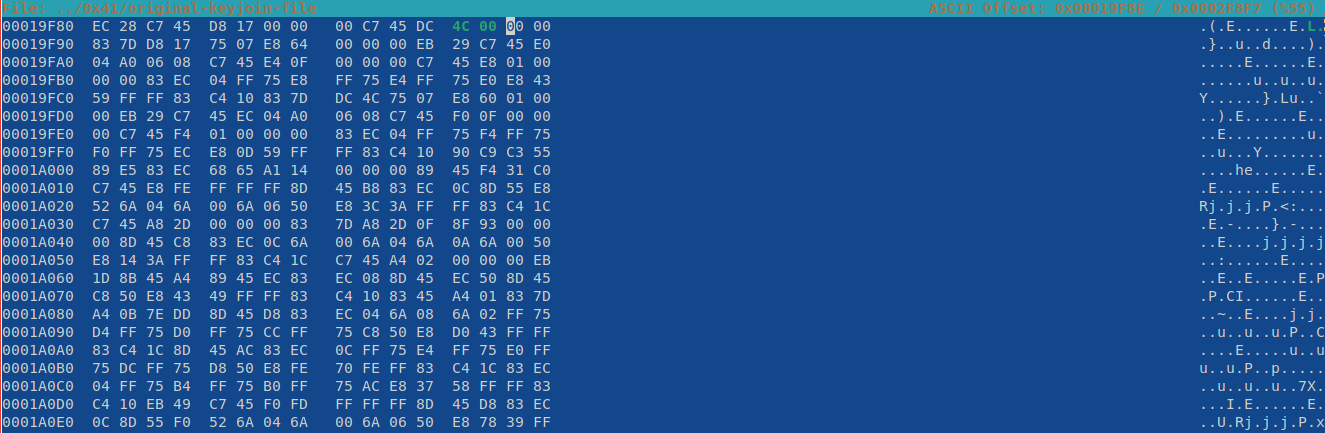 File: ../0x41/original-keyjoin-file ASCII Offset: 0x00019F8E / 0x0002F8F7 (%55)
00019F80 EC 28 C7 45 D8 17 00 00 00 C7 45 DC 4C 00 00 00 .(.E......E.L.
00019F90 83 7D D8 17 75 07 E8 64 00 00 00 EB 29 C7 45 E0 .}..u..d....).
00019FA0 04 A0 06 08 C7 45 E4 0F 00 00 00 C7 45 E8 01 00 .....E......E.
00019FB0 00 00 83 EC 04 FF 75 E8 FF 75 E4 FF 75 E0 E8 43 ......u..u..u.
00019FC0 59 FF FF 83 C4 10 83 7D DC 4C 75 07 E8 60 01 00 Y......}.Lu..`
00019FD0 00 EB 29 C7 45 EC 04 A0 06 08 C7 45 F0 0F 00 00 ..).E......E..
00019FE0 00 C7 45 F4 01 00 00 00 83 EC 04 FF 75 F4 FF 75 ..E.........u.
00019FF0 F0 FF 75 EC E8 0D 59 FF FF 83 C4 10 90 C9 C3 55 ..u...Y.......
0001A000 89 E5 83 EC 68 65 A1 14 00 00 00 89 45 F4 31 C0 ....he......E.
0001A010 C7 45 E8 FE FF FF FF 8D 45 B8 83 EC 0C 8D 55 E8 .E......E.....
0001A020 52 6A 04 6A 00 6A 06 50 E8 3C 3A FF FF 83 C4 1C Rj.j.j.P.<:...
0001A030 C7 45 A8 2D 00 00 00 83 7D A8 2D 0F 8F 93 00 00 .E.-....}.-...
0001A040 00 8D 45 C8 83 EC 0C 6A 00 6A 04 6A 0A 6A 00 50 ..E....j.j.j.j
0001A050 E8 14 3A FF FF 83 C4 1C C7 45 A4 02 00 00 00 EB ..:......E....
0001A060 1D 8B 45 A4 89 45 EC 83 EC 08 8D 45 EC 50 8D 45 ..E..E.....E.P
0001A070 C8 50 E8 43 49 FF FF 83 C4 10 83 45 A4 01 83 7D .P.CI......E..
0001A080 A4 0B 7E DD 8D 45 D8 83 EC 04 6A 08 6A 02 FF 75 ..~..E....j.j.
0001A090 D4 FF 75 D0 FF 75 CC FF 75 C8 50 E8 D0 43 FF FF ..u..u..u.P..C
0001A0A0 83 C4 1C 8D 45 AC 83 EC 0C FF 75 E4 FF 75 E0 FF ....E.....u..u
0001A0B0 75 DC FF 75 D8 50 E8 FE 70 FE FF 83 C4 1C 83 EC u..u.P..p.....
0001A0C0 04 FF 75 B4 FF 75 B0 FF 75 AC E8 37 58 FF FF 83 ..u..u..u..7X.
0001A0D0 C4 10 EB 49 C7 45 F0 FD FF FF FF 8D 45 D8 83 EC ...I.E......E.
0001A0E0 0C 8D 55 F0 52 6A 04 6A 00 6A 06 50 E8 78 39 FF ..U.Rj.j.j.P.x